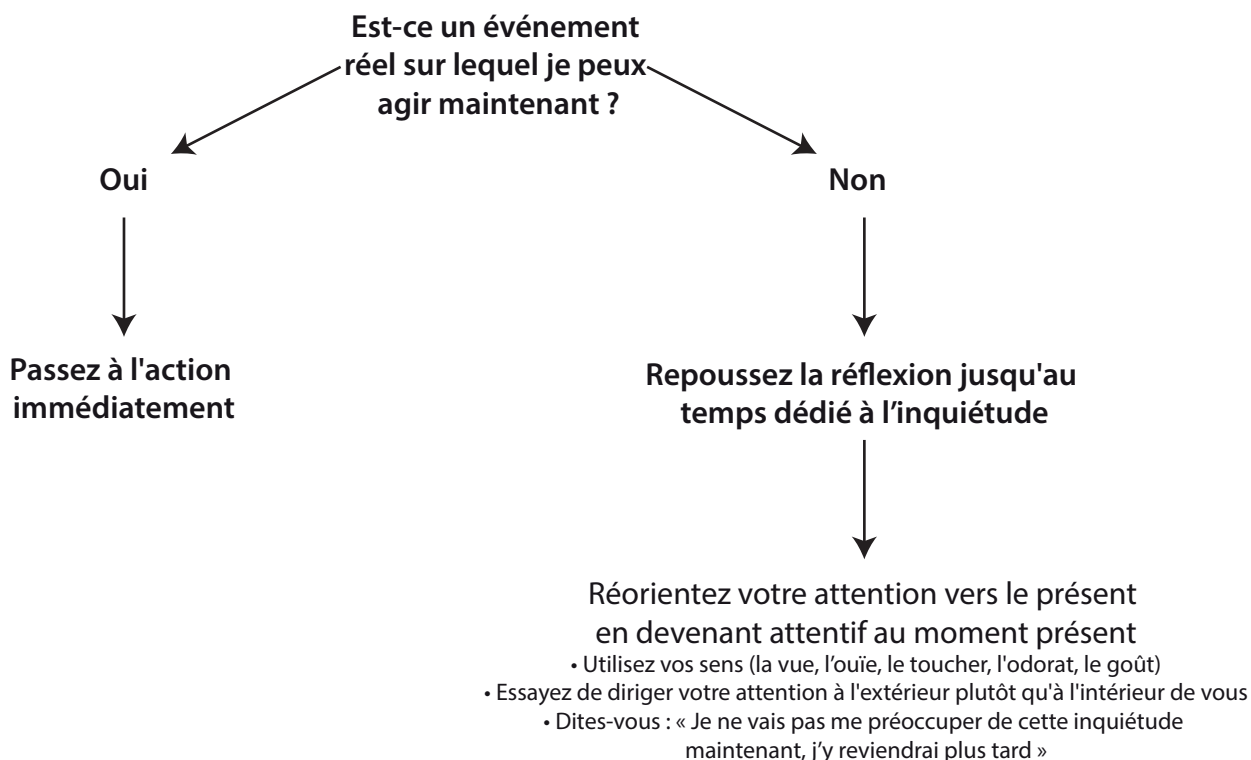 Est-ce un événement
réel sur lequel je peux
agir maintenant ?
Oui
Non
Passez à l'action
immédiatement
Repoussez la réflexion jusqu'au
temps dédié à l’inquiétude
Réorientez votre attention vers le présent
en devenant attentif au moment présent
• Utilisez vos sens (la vue, l’ouïe, le toucher, l'odorat, le goût)
• Essayez de diriger votre attention à l'extérieur plutôt qu'à l'intérieur de vous
• Dites-vous : « Je ne vais pas me préoccuper de cette inquiétude
maintenant, j’y reviendrai plus tard »